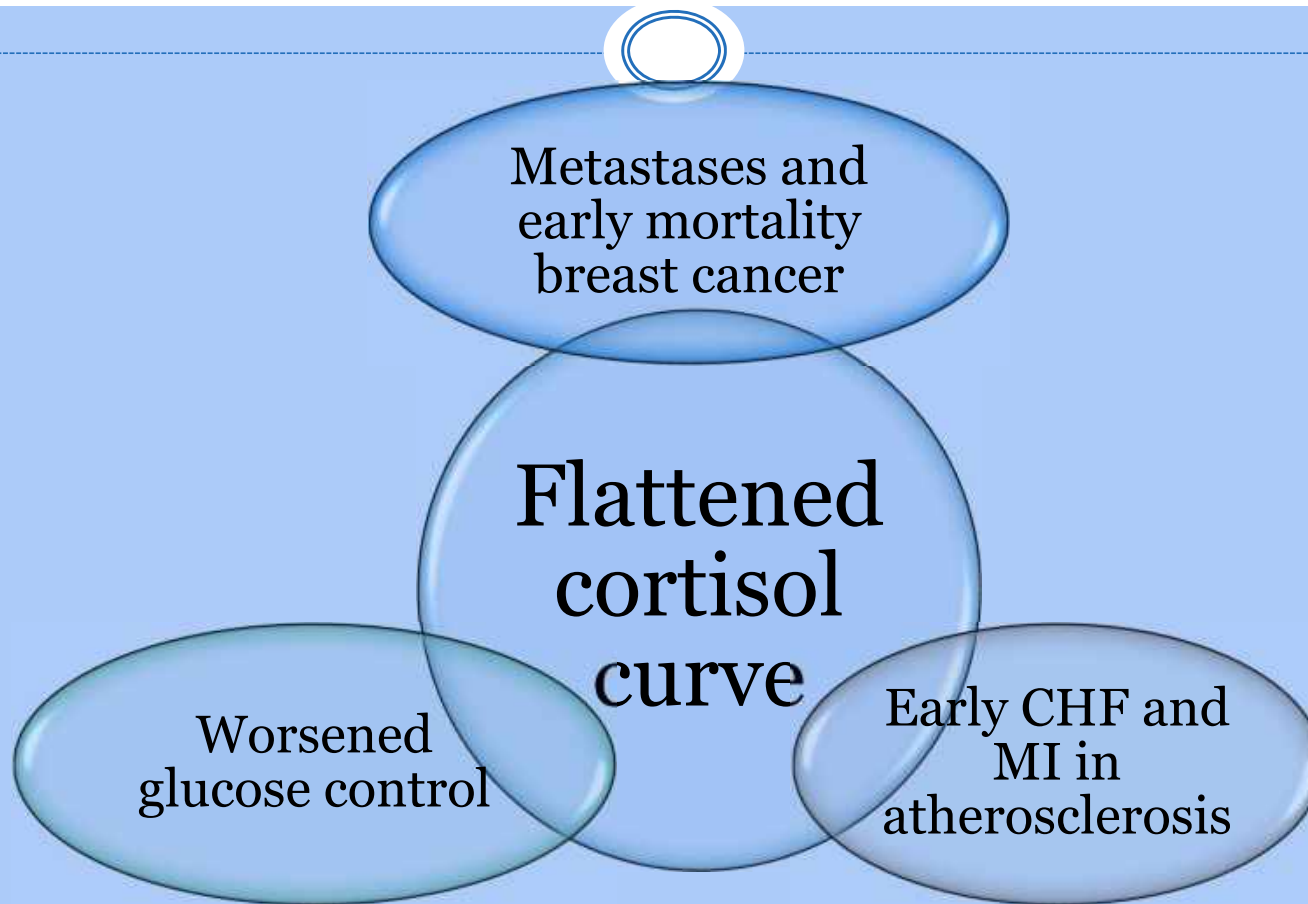 Metastases and
early mortality
breast cancer
Flattened
cortisol
curve
Worsened
glucose control
Early CHF and
MI in
atherosclerosis